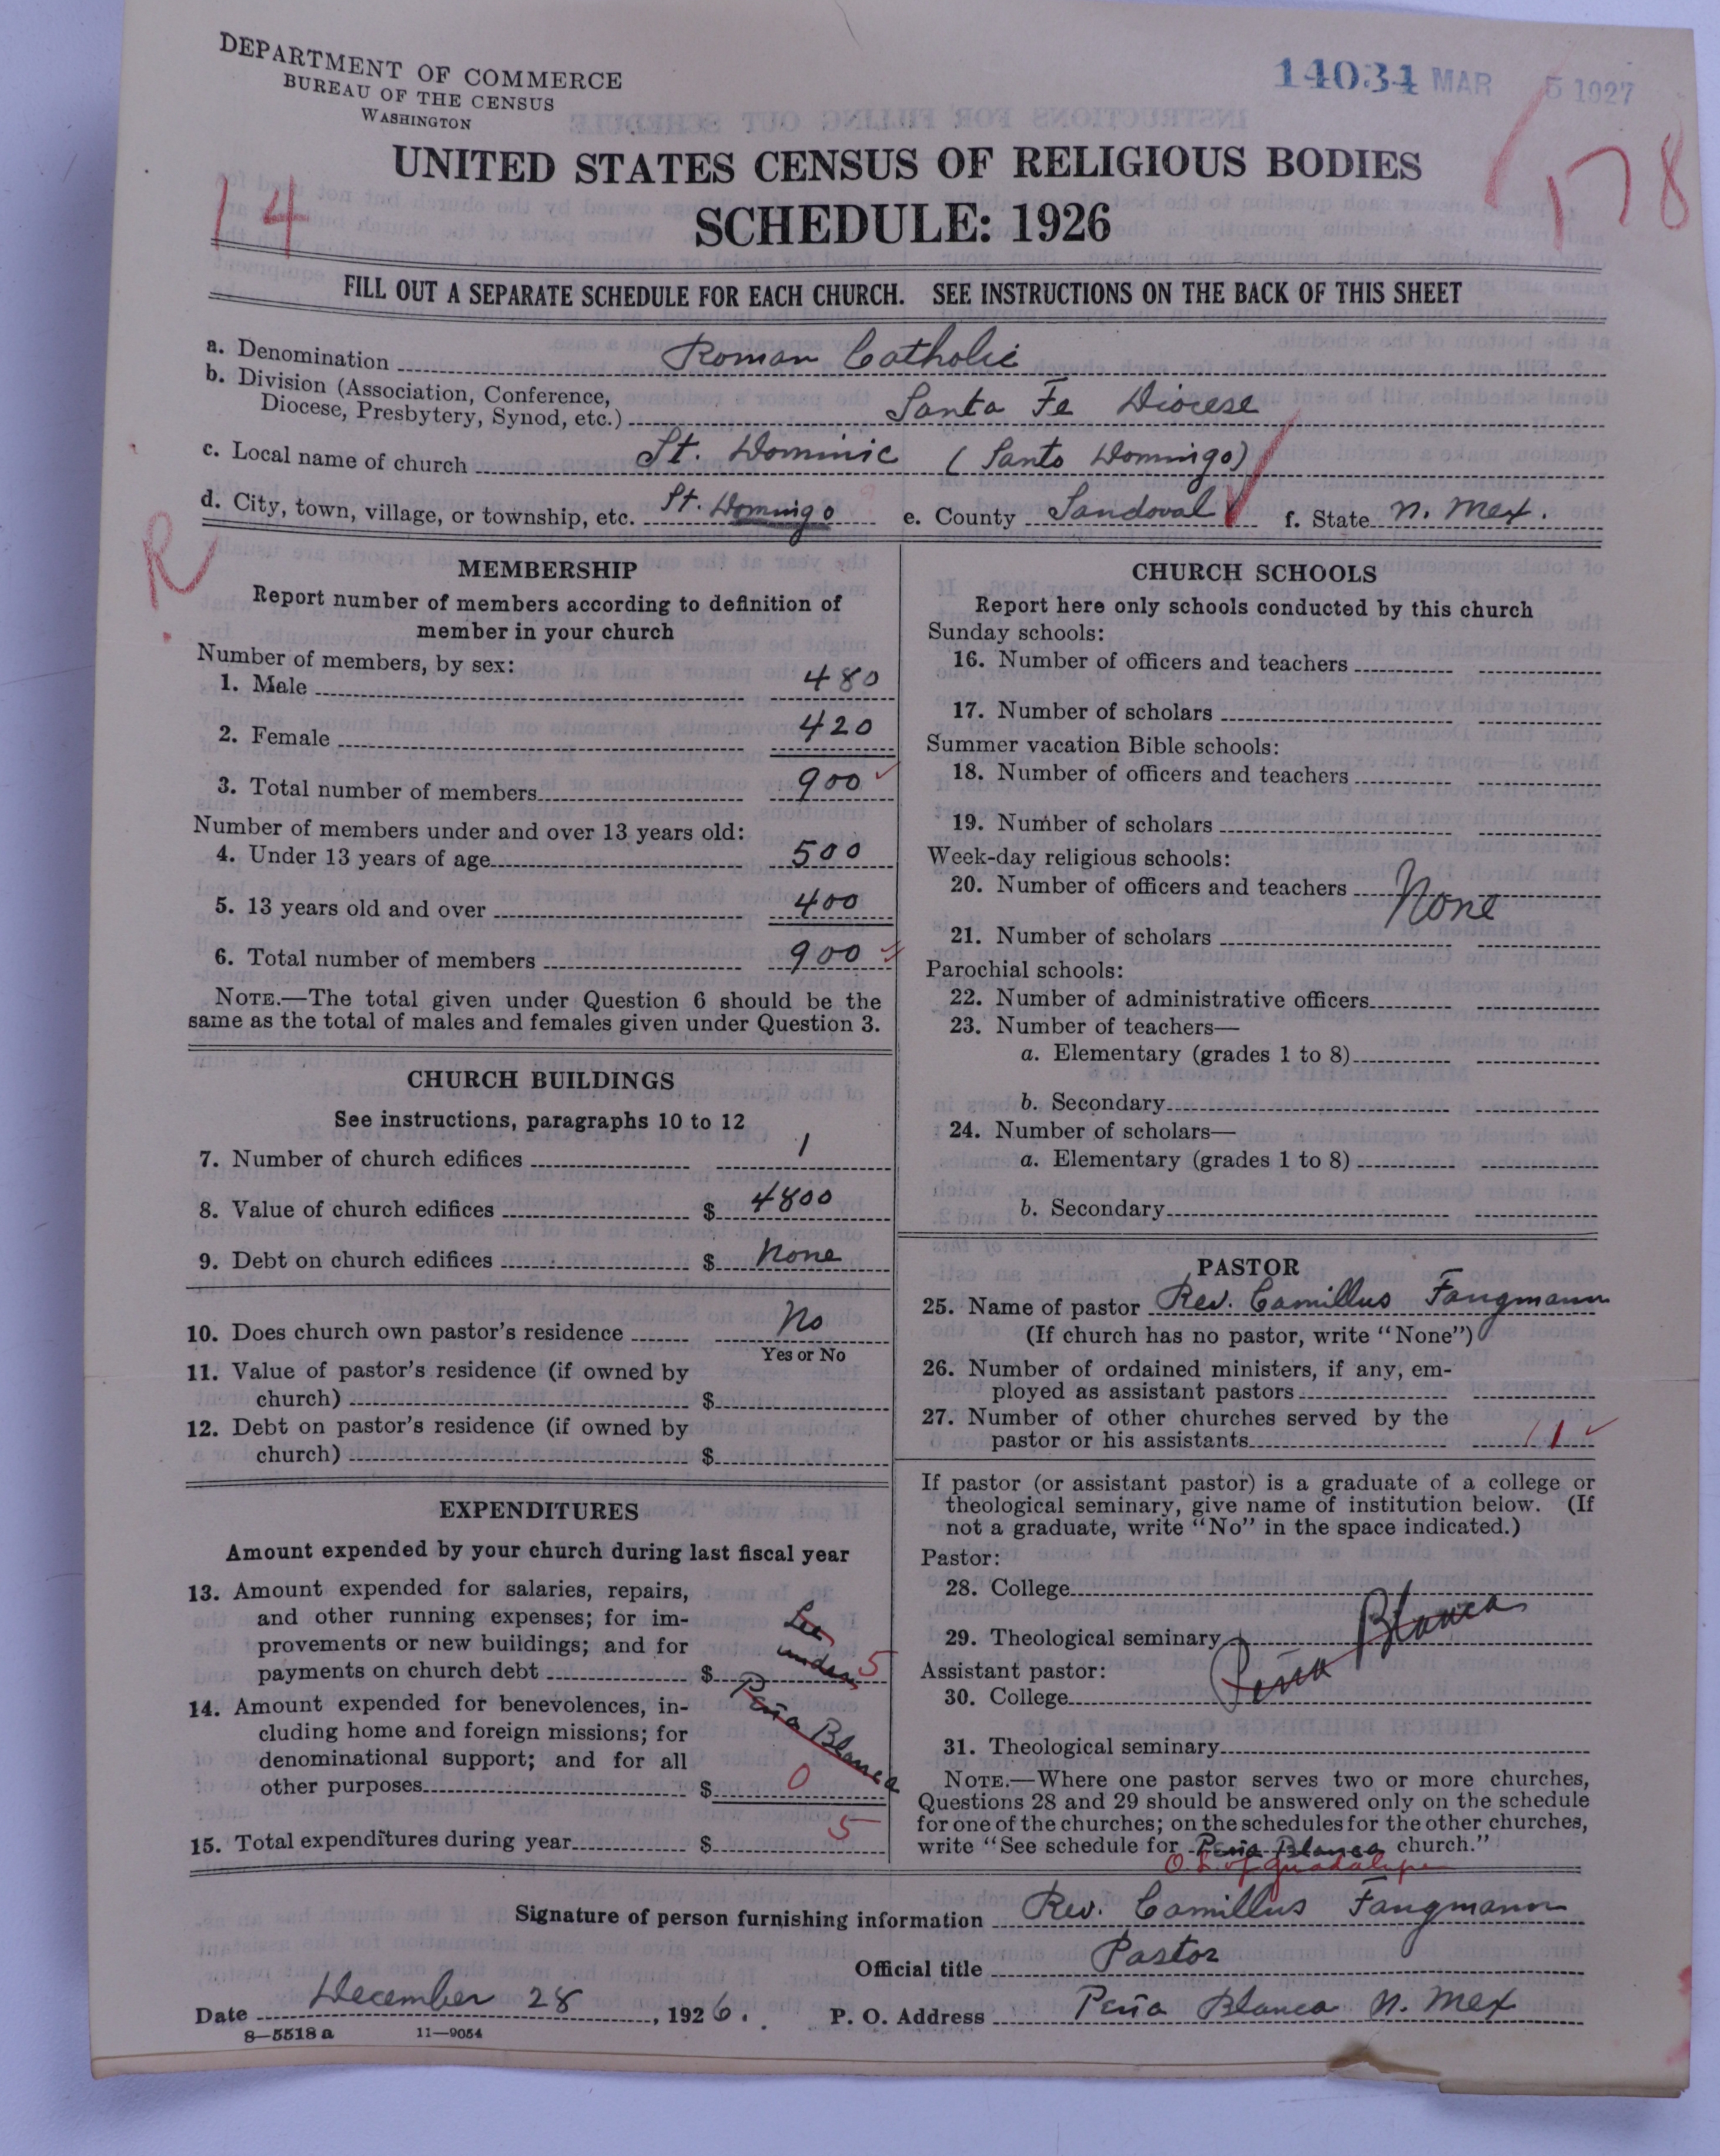 DEPARTMENT OF COMMERCE
BUREAU OF THE CENSUS
WASHINGTON
14034 MAR 5 1927
UNITED STATES CENSUS OF RELIGIOUS BODIES
14
178
SCHEDULE: 1926
FILL OUT A SEPARATE SCHEDULE FOR EACH CHURCH. SEE INSTRUCTIONS ON THE BACK OF THIS SHEET
a. Denomination Roman Catholic
b. Division (Association, Conference,
Diocese, Presbytery, Synod, etc.) Santa Fe Diocese
c. Local name of church St. Dominic (Santo Domingo)
d. City, town, village, or township, etc. St. Domingo e. County Sandoval f. State N. Mex.
R
MEMBERSHIP
Report number of members according to definition of
member in your church
Number of members, by sex:
1. Male 480
2. Female 420
3. Total number of members 900
Number of members under and over 13 years old:
4. Under 13 years of age 500
5. 13 years old and over 400
6. Total number of members 900
NOTE.—The total given under Question 6 should be the
same as the total of males and females given under Question 3.
CHURCH BUILDINGS
See instructions, paragraphs 10 to 12
7. Number of church edifices 1
8. Value of church edifices $ 4800
9. Debt on church edifices $ None
10. Does church own pastor's residence No
Yes or No
11. Value of pastor's residence (if owned by
church) $
12. Debt on pastor's residence (if owned by
church) $
EXPENDITURES
Amount expended by your church during last fiscal year
13. Amount expended for salaries, repairs,
and other running expenses; for im-
provements or new buildings; and for
payments on church debt $ See under 5
14. Amount expended for benevolences, in-
cluding home and foreign missions; for
denominational support; and for all
other purposes $ Peña Blanca 0
15. Total expenditures during year $ 5
CHURCH SCHOOLS
Report here only schools conducted by this church
Sunday schools:
16. Number of officers and teachers
17. Number of scholars
Summer vacation Bible schools:
18. Number of officers and teachers
19. Number of scholars
Week-day religious schools:
20. Number of officers and teachers None
21. Number of scholars
Parochial schools:
22. Number of administrative officers
23. Number of teachers—
a. Elementary (grades 1 to 8)
b. Secondary
24. Number of scholars—
a. Elementary (grades 1 to 8)
b. Secondary
PASTOR
25. Name of pastor Rev. Camillus Fangmann
(If church has no pastor, write "None")
26. Number of ordained ministers, if any, em-
ployed as assistant pastors
27. Number of other churches served by the
pastor or his assistants 11
If pastor (or assistant pastor) is a graduate of a college or
theological seminary, give name of institution below. (If
not a graduate, write "No" in the space indicated.)
Pastor:
28. College
29. Theological seminary Peña Blanca
Assistant pastor:
30. College
31. Theological seminary
NOTE.—Where one pastor serves two or more churches,
Questions 28 and 29 should be answered only on the schedule
for one of the churches; on the schedules for the other churches,
write "See schedule for Peña Blanca church."
O. L. of Guadalupe
Signature of person furnishing information Rev. Camillus Fangmann
Official title Pastor
Date December 28, 1926. P. O. Address Peña Blanca N. Mex
8—5518 a 11—9054